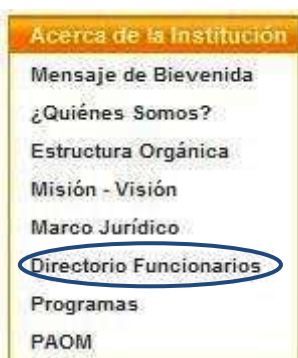 Acerca de la Institución
Mensaje de Bievenida
¿Quiénes Somos?
Estructura Orgánica
Misión - Visión
Marco Jurídico
Directorio Funcionarios
Programas
PAOM